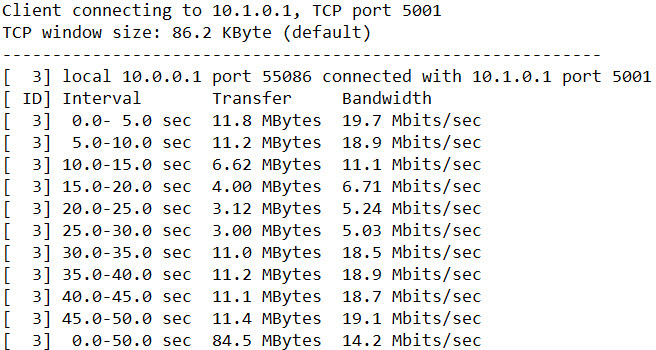 Client connecting to 10.1.0.1, TCP port 5001
TCP window size: 86.2 KByte (default)
------------------------------------------------------------
[  3] local 10.0.0.1 port 55086 connected with 10.1.0.1 port 5001
[ ID] Interval       Transfer     Bandwidth
[  3]  0.0- 5.0 sec  11.8 MBytes  19.7 Mbits/sec
[  3]  5.0-10.0 sec  11.2 MBytes  18.9 Mbits/sec
[  3] 10.0-15.0 sec  6.62 MBytes  11.1 Mbits/sec
[  3] 15.0-20.0 sec  4.00 MBytes  6.71 Mbits/sec
[  3] 20.0-25.0 sec  3.12 MBytes  5.24 Mbits/sec
[  3] 25.0-30.0 sec  3.00 MBytes  5.03 Mbits/sec
[  3] 30.0-35.0 sec  11.0 MBytes  18.5 Mbits/sec
[  3] 35.0-40.0 sec  11.2 MBytes  18.9 Mbits/sec
[  3] 40.0-45.0 sec  11.1 MBytes  18.7 Mbits/sec
[  3] 45.0-50.0 sec  11.4 MBytes  19.1 Mbits/sec
[  3]  0.0-50.0 sec  84.5 MBytes  14.2 Mbits/sec